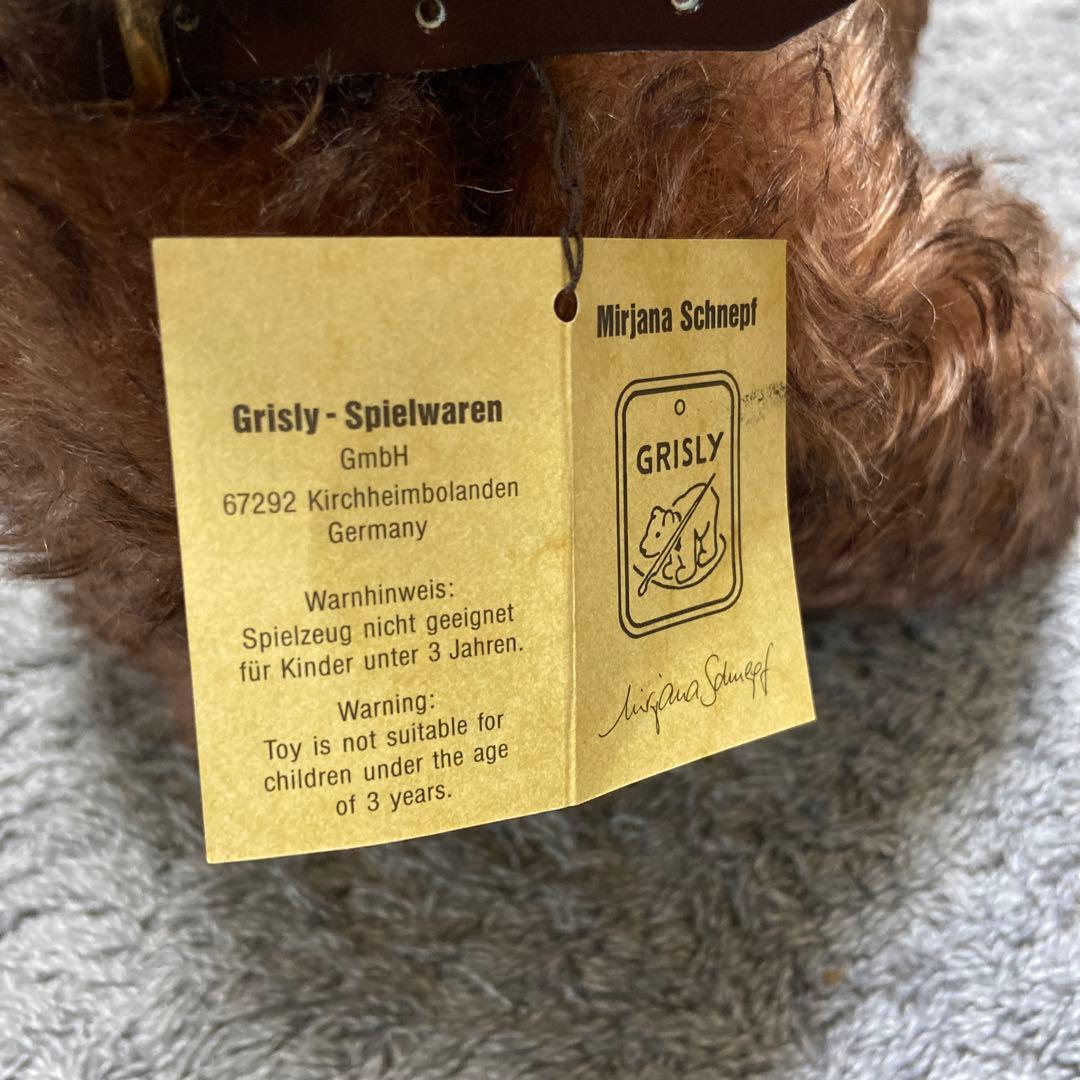 Grisly - Spielwaren
GmbH
67292 Kirchheimbolanden
Germany
Warnhinweis:
Spielzeug nicht geeignet
für Kinder unter 3 Jahren.
Warning:
Toy is not suitable for
children under the age
of 3 years.
Mirjana Schnepf
GRISLY
Mirjana Schnepf